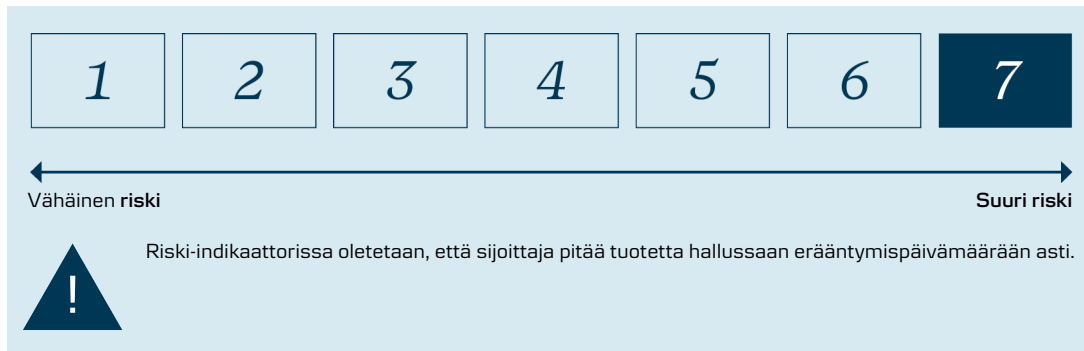 1 2 3 4 5 6 7
Vähäinen riski Suuri riski
Riski-indikaattorissa oletetaan, että sijoittaja pitää tuotetta hallussaan erääntymispäivämäärään asti.
!